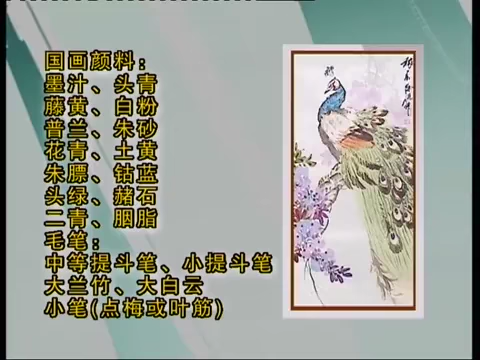 国画颜料：
墨汁、头青
藤黄、白粉
普兰、朱砂
花青、土黄
朱膘、钴蓝
头绿、赭石
二青、胭脂
毛笔：
中等提斗笔、小提斗笔
大兰竹、大白云
小笔(点梅或叶筋)